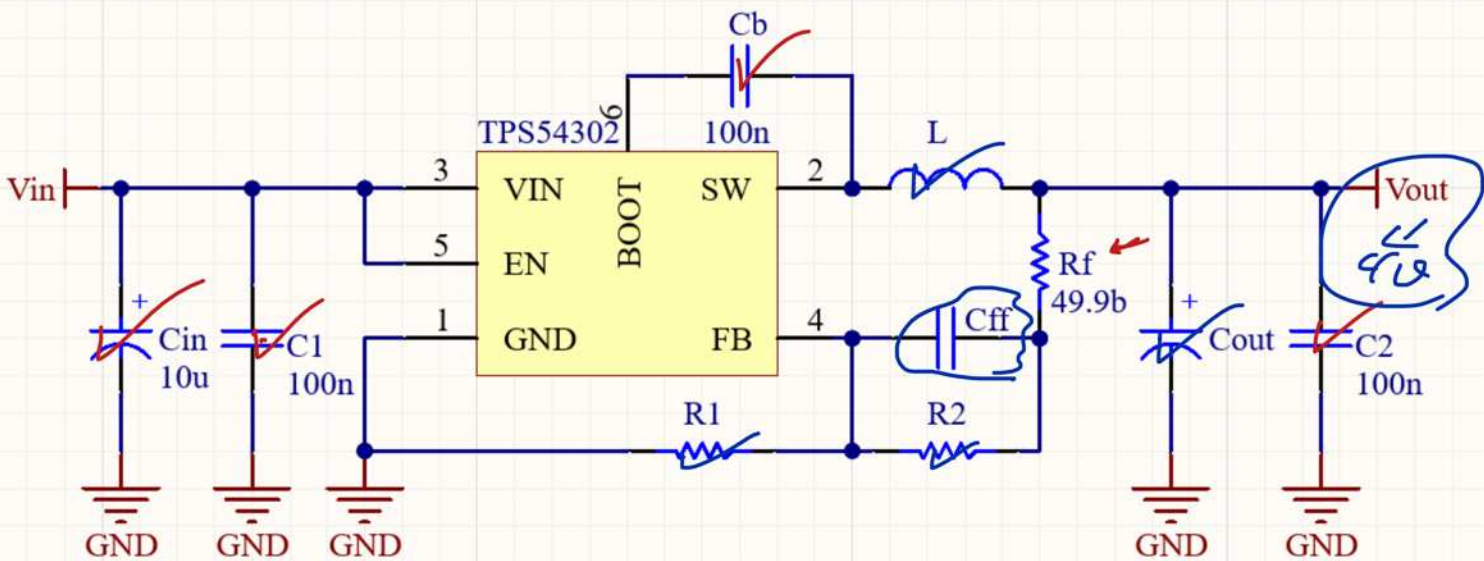 Cb
100n
TPS54302
6
L
Vin
3
VIN
BOOT
SW
2
Vout
5
EN
Rf
49.9b
+
Cin
10u
C1
100n
1
GND
FB
4
Cff
+
Cout
C2
100n
R1
R2
GND
GND
GND
GND
GND